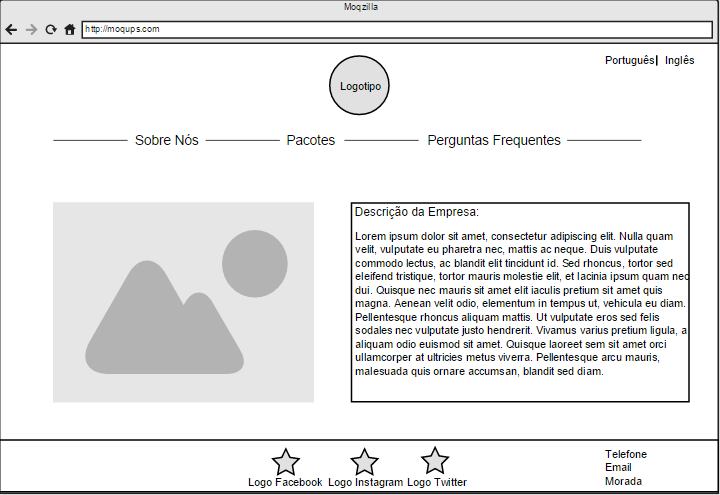 Moqzilla
http://moqups.com
Português| Inglês
Logotipo
Sobre Nós Pacotes Perguntas Frequentes
Descrição da Empresa:
Lorem ipsum dolor sit amet, consectetur adipiscing elit. Nulla quam
velit, vulputate eu pharetra nec, mattis ac neque. Duis vulputate
commodo lectus, ac blandit elit tincidunt id. Sed rhoncus, tortor sed
eleifend tristique, tortor mauris molestie elit, et lacinia ipsum quam nec
dui. Quisque nec mauris sit amet elit iaculis pretium sit amet quis
magna. Aenean velit odio, elementum in tempus ut, vehicula eu diam.
Pellentesque rhoncus aliquam mattis. Ut vulputate eros sed felis
sodales nec vulputate justo hendrerit. Vivamus varius pretium ligula, a
aliquam odio euismod sit amet. Quisque laoreet sem sit amet orci
ullamcorper at ultricies metus viverra. Pellentesque arcu mauris,
malesuada quis ornare accumsan, blandit sed diam.
Logo Facebook Logo Instagram Logo Twitter
Telefone
Email
Morada